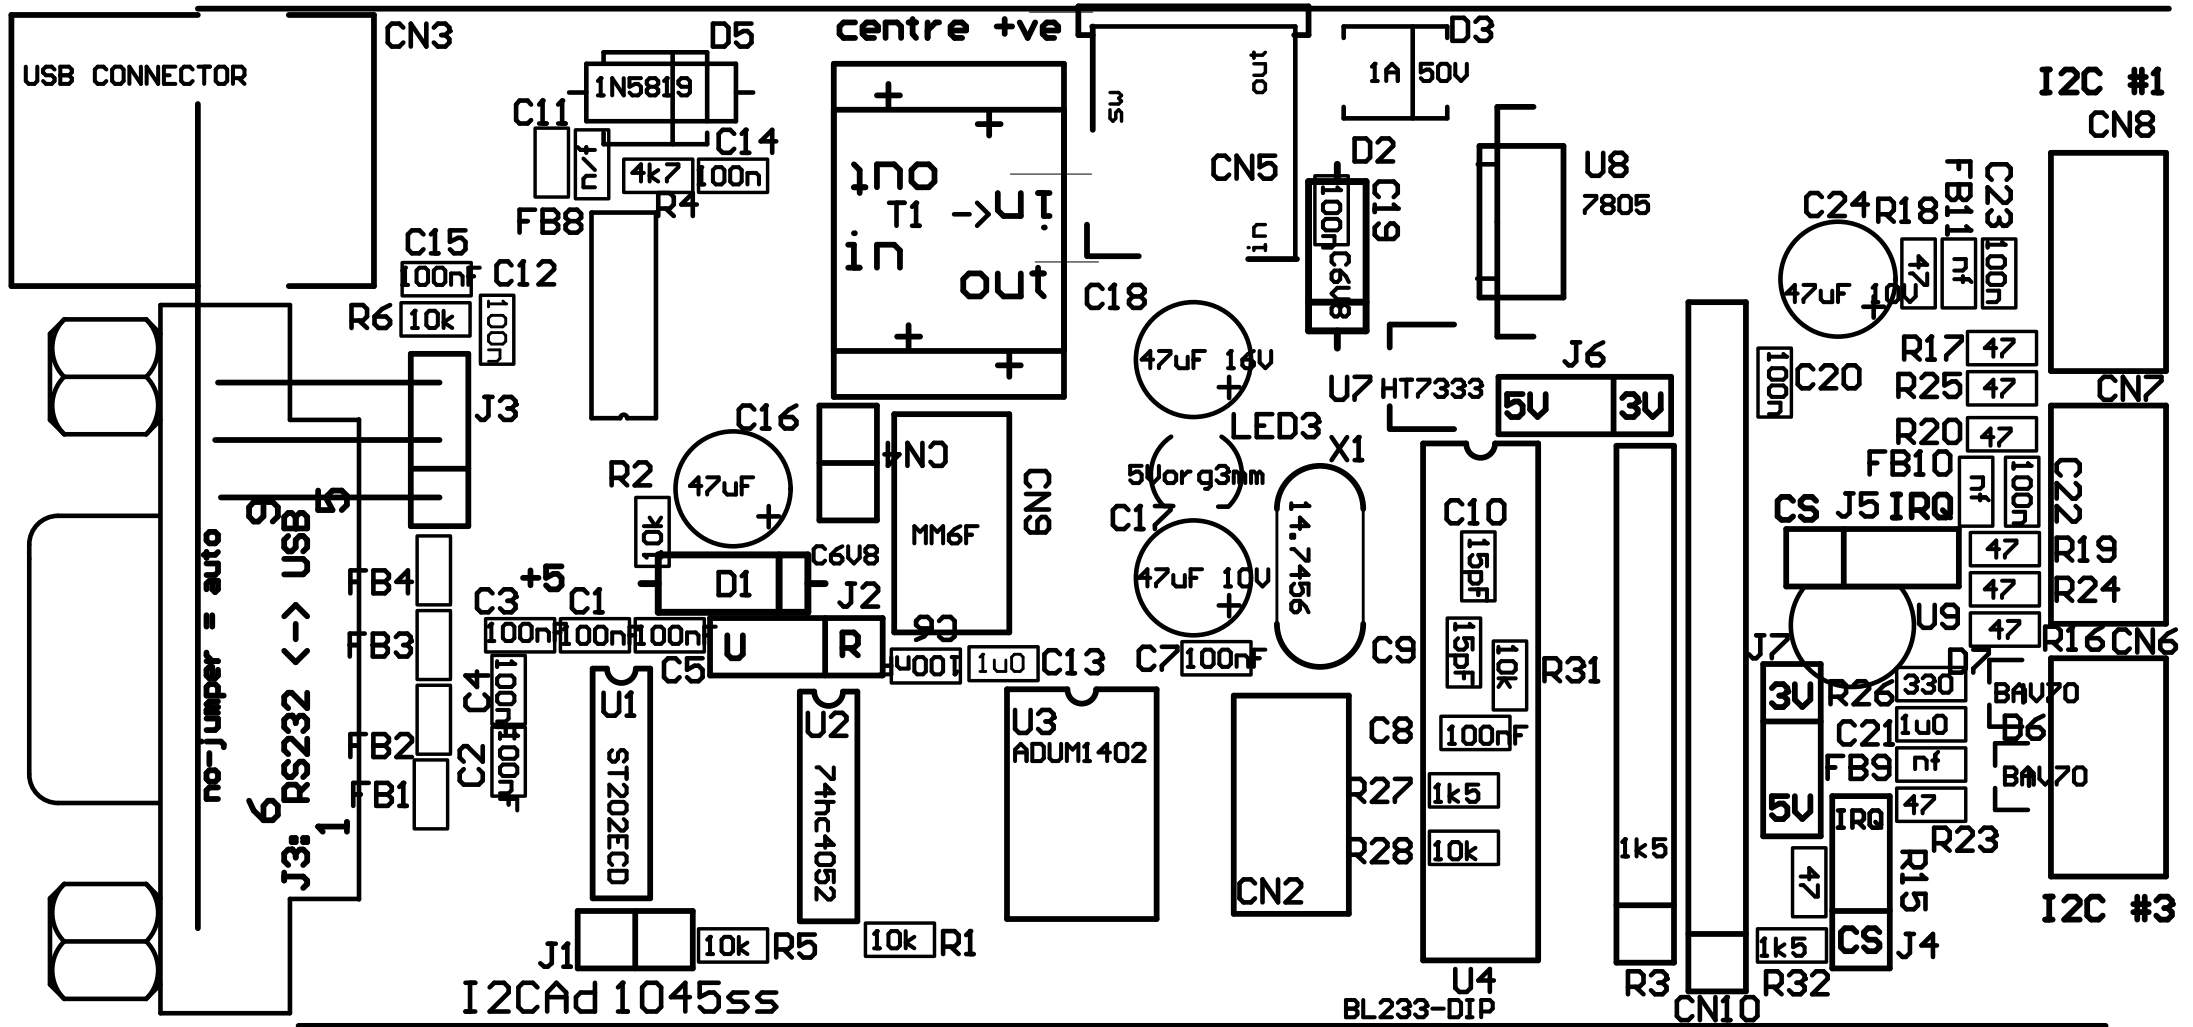 USB CONNECTOR
CN3
D5
1N5819
C11
C14
n/f
4k7
100n
R4
FB8
C15
100nF
C12
R6
10k
100n
J3
centre +ve
out
T1
->
in
in
out
sw
out
CN5
in
D3
1A 50V
D2
C19
100n
C6V8
U8
7805
I2C #1
CN8
C24
R18
FB11
C23
47uF 10V
47
nf
100n
R17
47
R25
47
CN7
C20
100n
C18
47uF 16V
U7
HT7333
J6
5V
3V
LED3
5Vorg3mm
X1
14.7456
C17
47uF 10V
C16
47uF
R2
10k
CN4
CN9
MM6F
C6V8
D1
J2
U
R
C6
100n
1u0
C13
C7
100nF
9
5
6
1
no-jumper = auto
J3: RS232 <-> USB
FB4
FB3
FB2
FB1
+5
C3
C1
100nF
100nF
100nF
C5
C4
100nF
C2
100nF
U1
ST202ECD
U2
74hc4052
U3
ADUM1402
CN2
J1
10k
R5
10k
R1
I2CAd 1045ss
C10
15pF
C9
15pF
10k
R31
C8
100nF
R27
1k5
R28
10k
U4
BL233-DIP
1k5
R3
CN10
R20
47
FB10
nf
100n
C22
CS
J5
IRQ
47
R19
47
R24
U9
47
R16
CN6
J7
3V
5V
D7
R26
330
BAV70
C21
1u0
D6
FB9
nf
BAV70
47
R23
IRQ
47
R15
CS
J4
1k5
R32
I2C #3